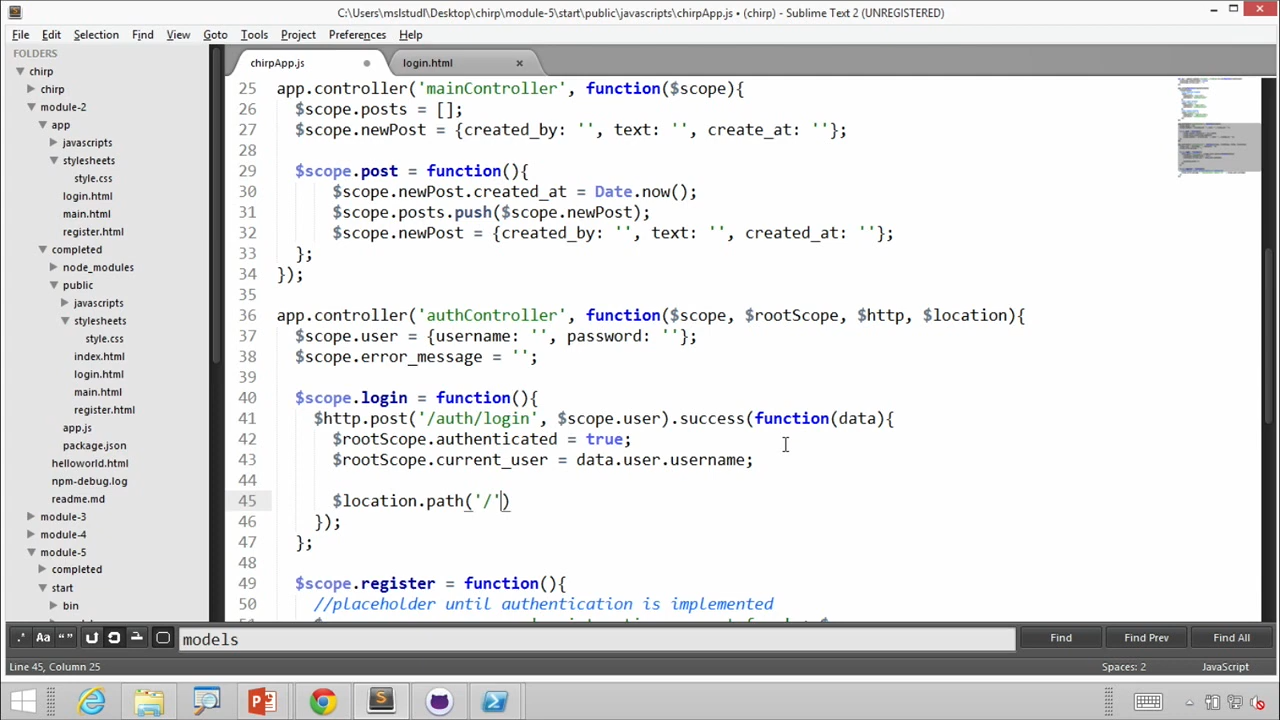 C:\Users\mslstudl\Desktop\chirp\module-5\start\public\javascripts\chirpApp.js • (chirp) - Sublime Text 2 (UNREGISTERED)
File Edit Selection Find View Goto Tools Project Preferences Help
FOLDERS
chirp
chirp
module-2
app
javascripts
stylesheets
style.css
login.html
main.html
register.html
completed
node_modules
public
javascripts
stylesheets
style.css
index.html
login.html
main.html
register.html
app.js
package.json
helloworld.html
npm-debug.log
readme.md
module-3
module-4
module-5
completed
start
bin
chirpApp.js
login.html
25 app.controller('mainController', function($scope){
26 $scope.posts = [];
27 $scope.newPost = {created_by: '', text: '', create_at: ''};
28
29 $scope.post = function(){
30 $scope.newPost.created_at = Date.now();
31 $scope.posts.push($scope.newPost);
32 $scope.newPost = {created_by: '', text: '', created_at: ''};
33 };
34 });
35
36 app.controller('authController', function($scope, $rootScope, $http, $location){
37 $scope.user = {username: '', password: ''};
38 $scope.error_message = '';
39
40 $scope.login = function(){
41 $http.post('/auth/login', $scope.user).success(function(data){
42 $rootScope.authenticated = true;
43 $rootScope.current_user = data.user.username;
44
45 $location.path('/')
46 });
47 };
48
49 $scope.register = function(){
50 //placeholder until authentication is implemented
.* Aa “ ”
models
Find Find Prev Find All
Line 45, Column 25
Spaces: 2 JavaScript